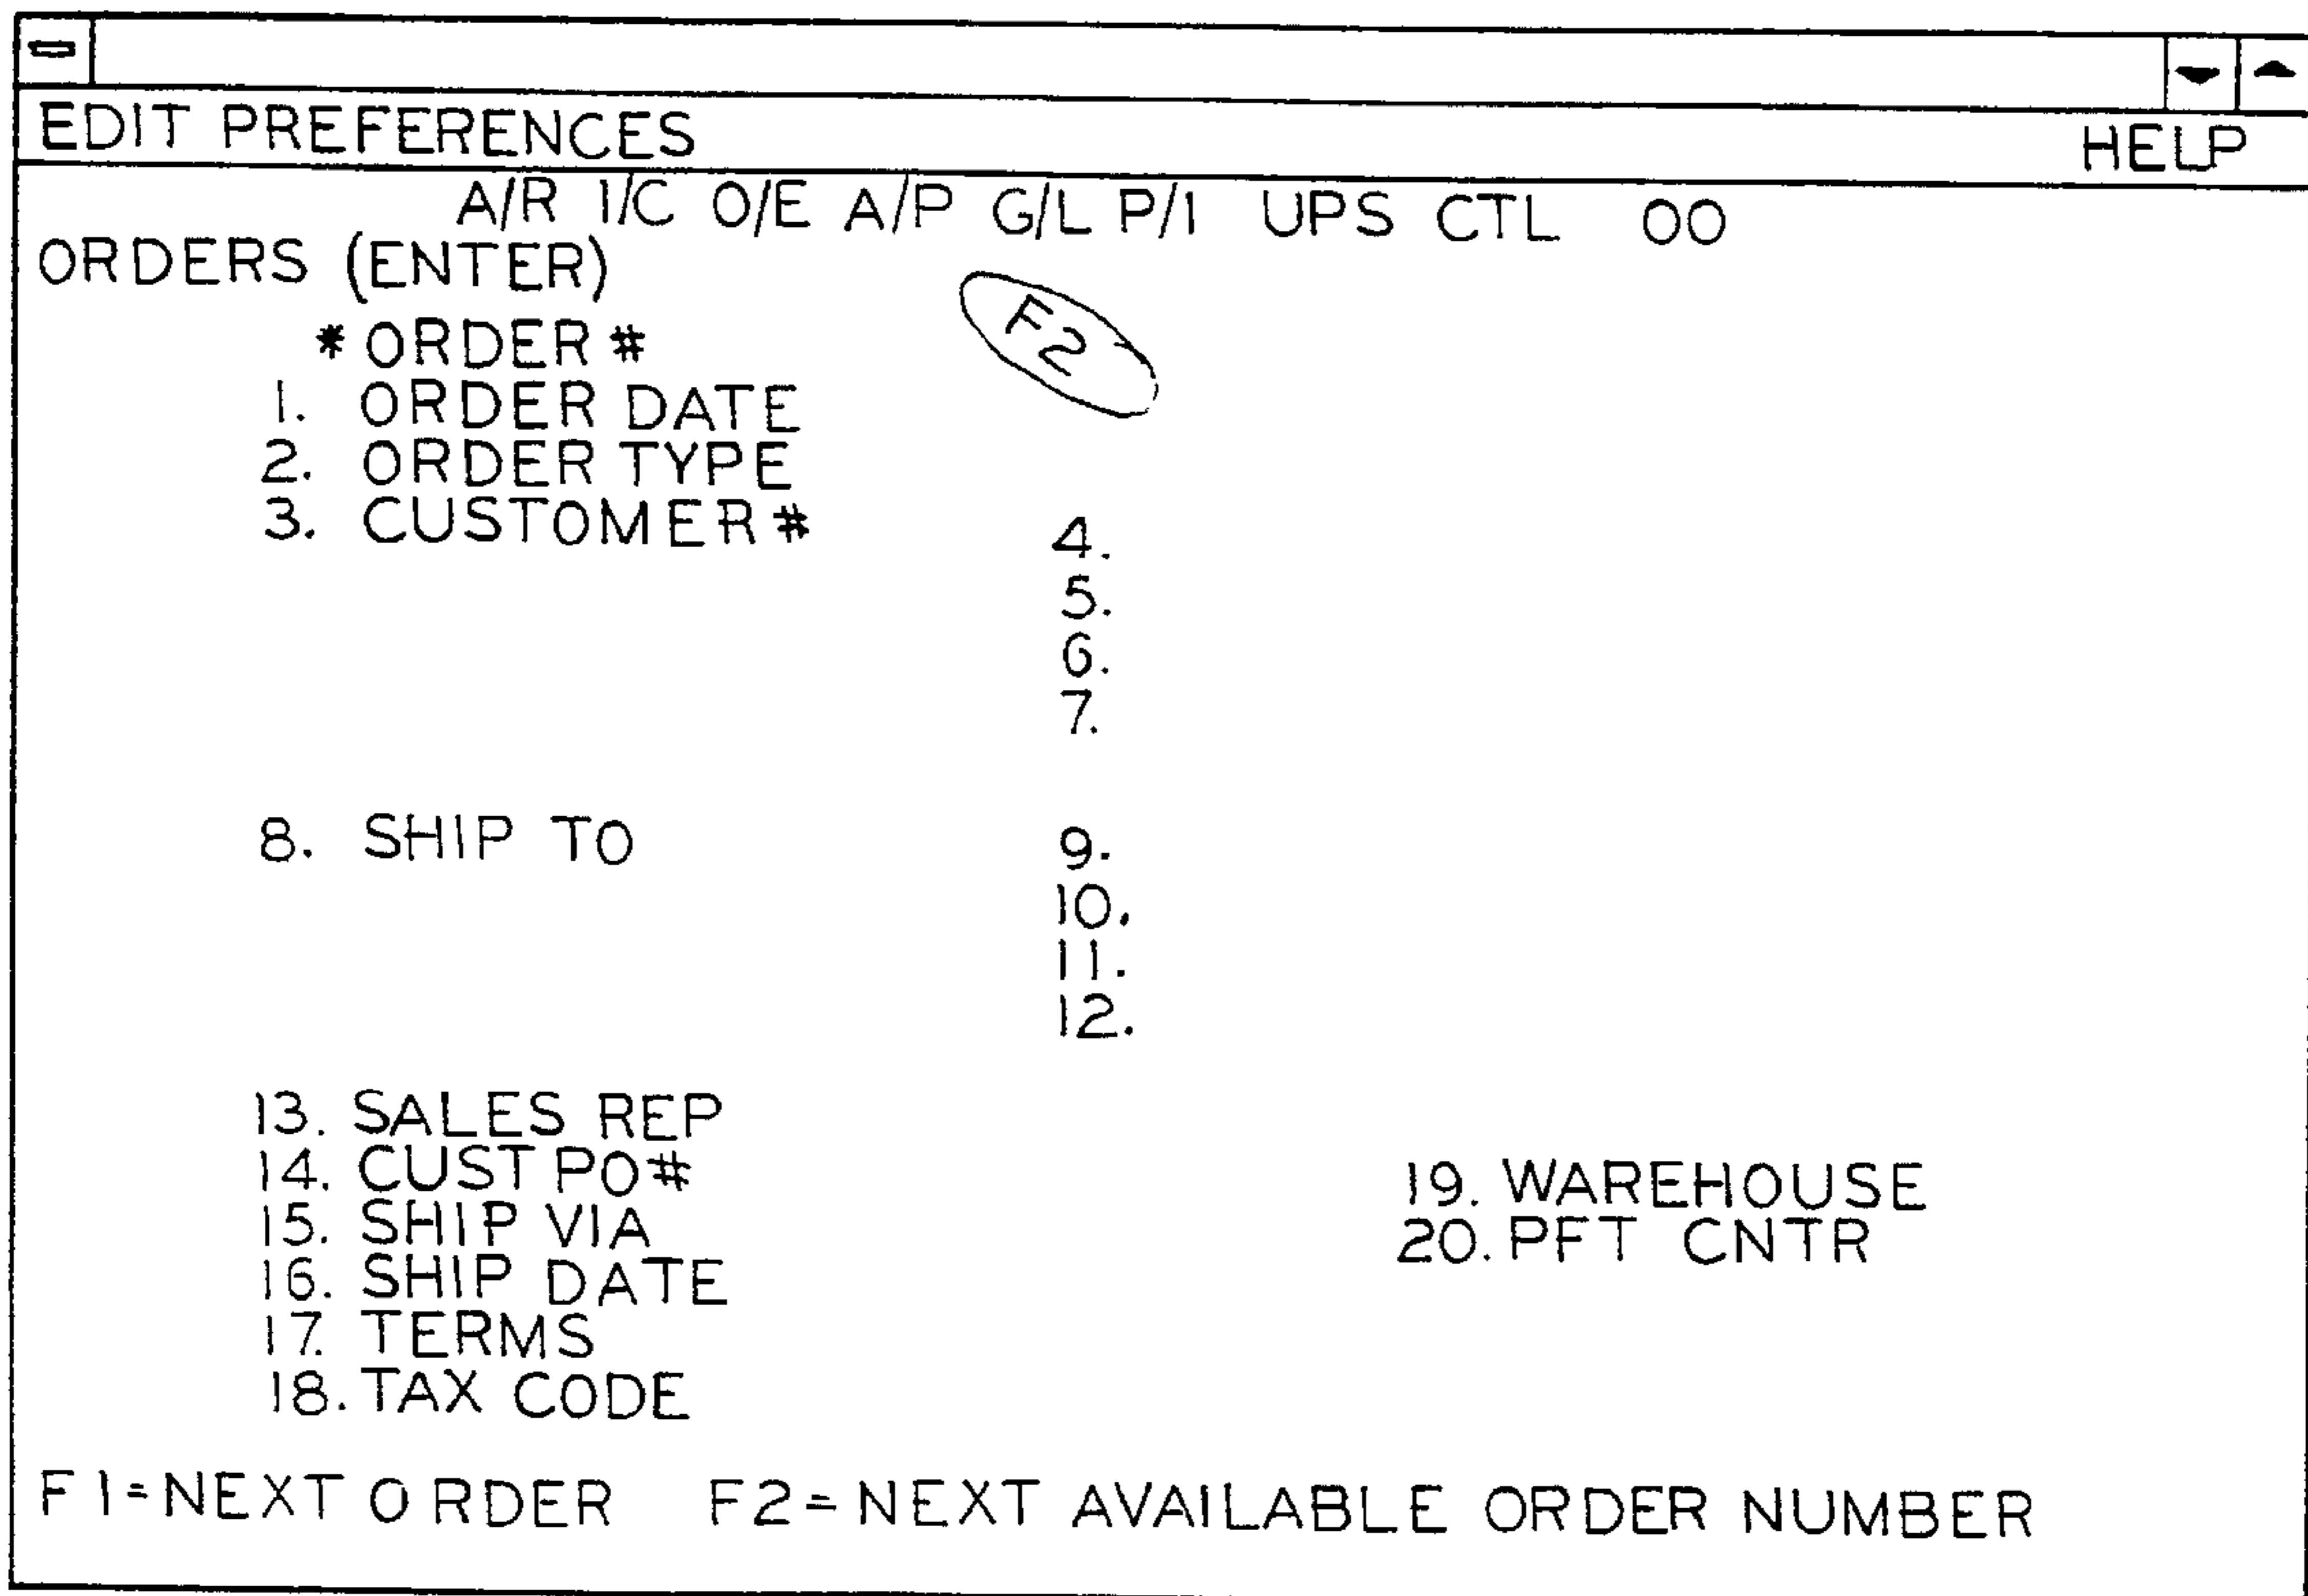 EDIT PREFERENCES HELP
A/R I/C O/E A/P G/L P/I UPS CTL 00
ORDERS (ENTER)
F2
*ORDER#
1. ORDER DATE
2. ORDER TYPE
3. CUSTOMER# 4.
5.
6.
7.
8. SHIP TO 9.
10.
11.
12.
13. SALES REP
14. CUST PO# 19. WAREHOUSE
15. SHIP VIA 20. PFT CNTR
16. SHIP DATE
17. TERMS
18. TAX CODE
F1=NEXT ORDER F2=NEXT AVAILABLE ORDER NUMBER